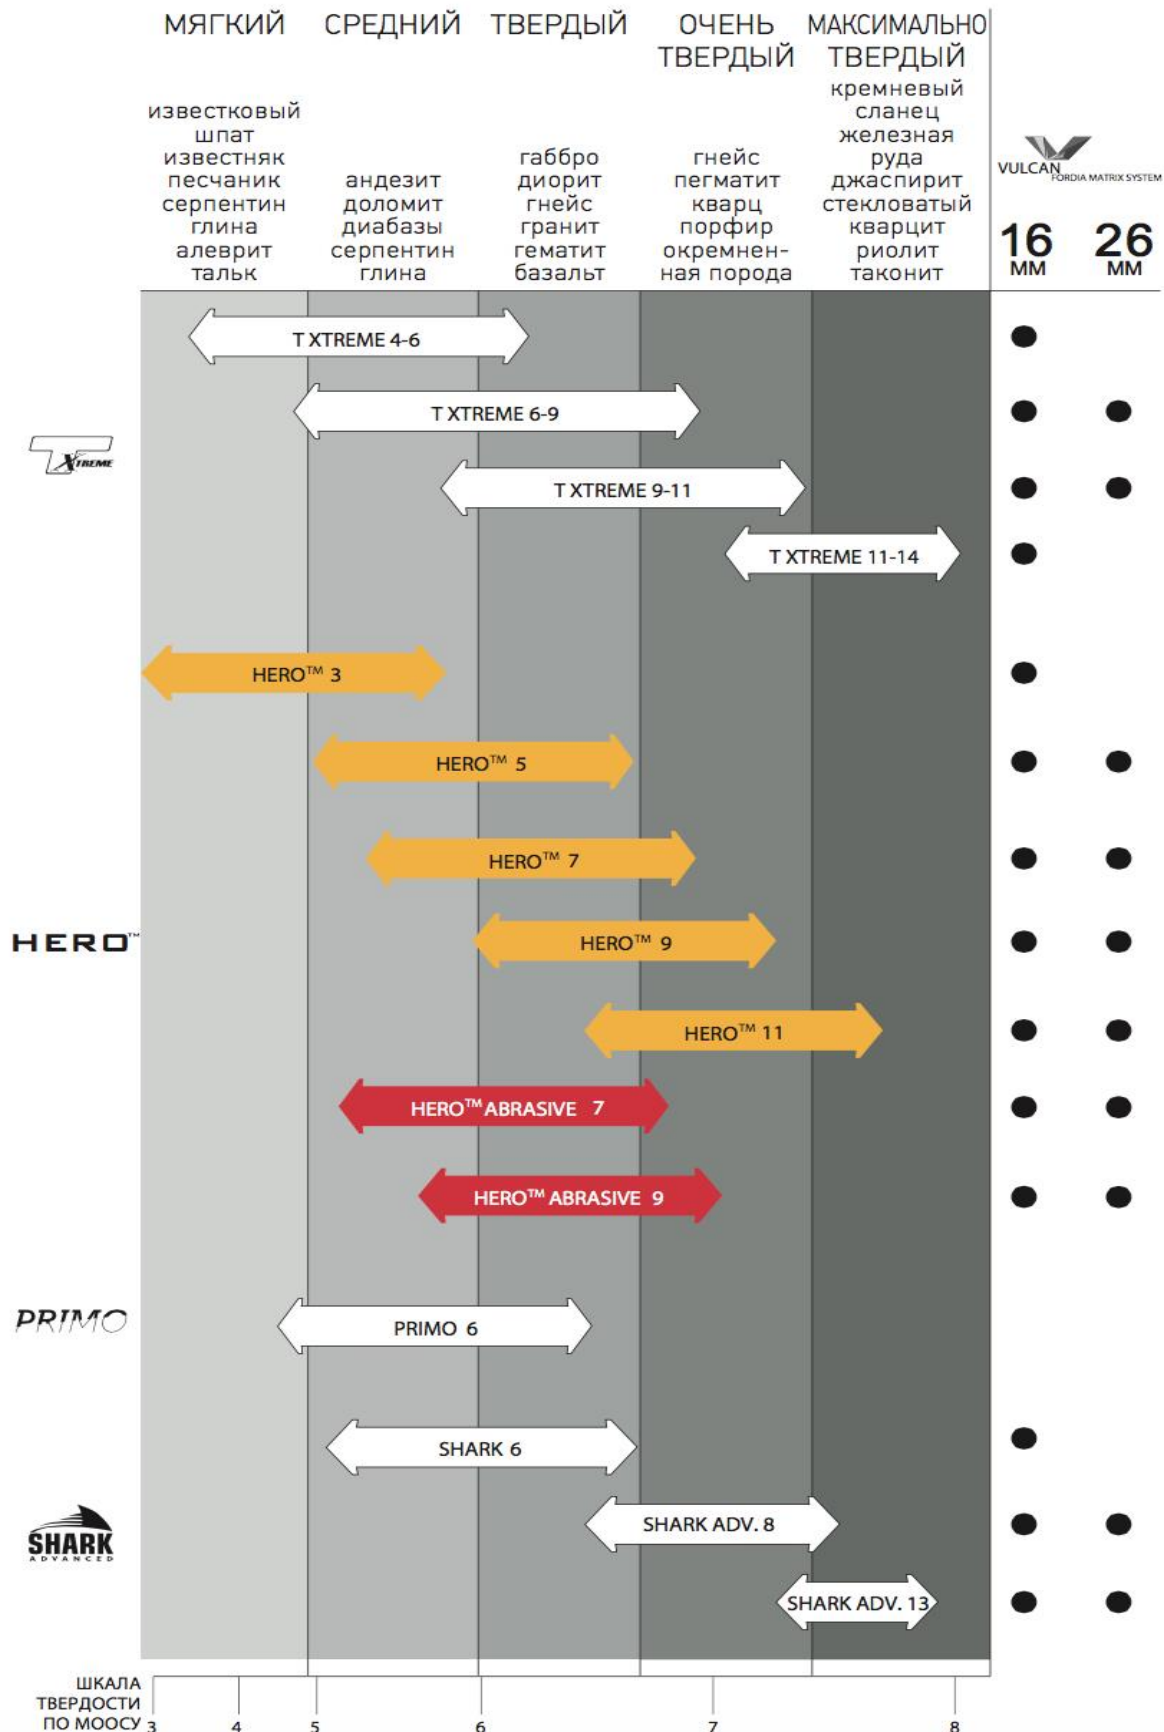 МЯГКИЙ
известковый
шпат
известняк
песчаник
серпентин
глина
алеврит
тальк
СРЕДНИЙ
андезит
доломит
диабазы
серпентин
глина
ТВЕРДЫЙ
габбро
диорит
гнейс
гранит
гематит
базальт
ОЧЕНЬ
ТВЕРДЫЙ
гнейс
пегматит
кварц
порфир
окремнен-
ная порода
МАКСИМАЛЬНО
ТВЕРДЫЙ
кремневый
сланец
железная
руда
джаспирит
стекловатый
кварцит
риолит
таконит
VULCAN
FORDIA MATRIX SYSTEM
16
ММ
26
ММ
T XTREME
T XTREME 4-6
T XTREME 6-9
T XTREME 9-11
T XTREME 11-14
HERO™
HERO™ 3
HERO™ 5
HERO™ 7
HERO™ 9
HERO™ 11
HERO™ ABRASIVE 7
HERO™ ABRASIVE 9
PRIMO
PRIMO 6
SHARK
ADVANCED
SHARK 6
SHARK ADV. 8
SHARK ADV. 13
ШКАЛА
ТВЕРДОСТИ
ПО МООСУ
3 4 5 6 7 8